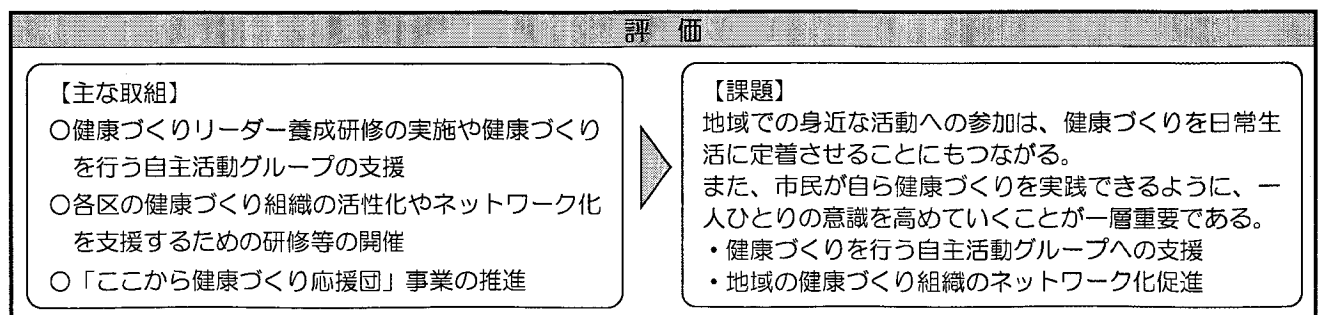 評 価
【主な取組】
〇健康づくりリーダー養成研修の実施や健康づくり
を行う自主活動グループの支援
〇各区の健康づくり組織の活性化やネットワーク化
を支援するための研修等の開催
〇「ここから健康づくり応援団」事業の推進
【課題】
地域での身近な活動への参加は、健康づくりを日常生
活に定着させることにもつながる。
また、市民が自ら健康づくりを実践できるように、一
人ひとりの意識を高めていくことが一層重要である。
・健康づくりを行う自主活動グループへの支援
・地域の健康づくり組織のネットワーク化促進